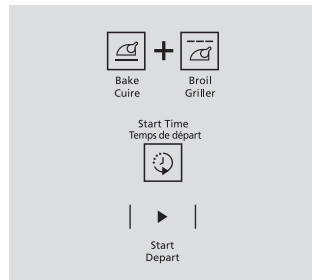 Bake Broil
Cuire Griller
Start Time
Temps de départ
Start
Depart